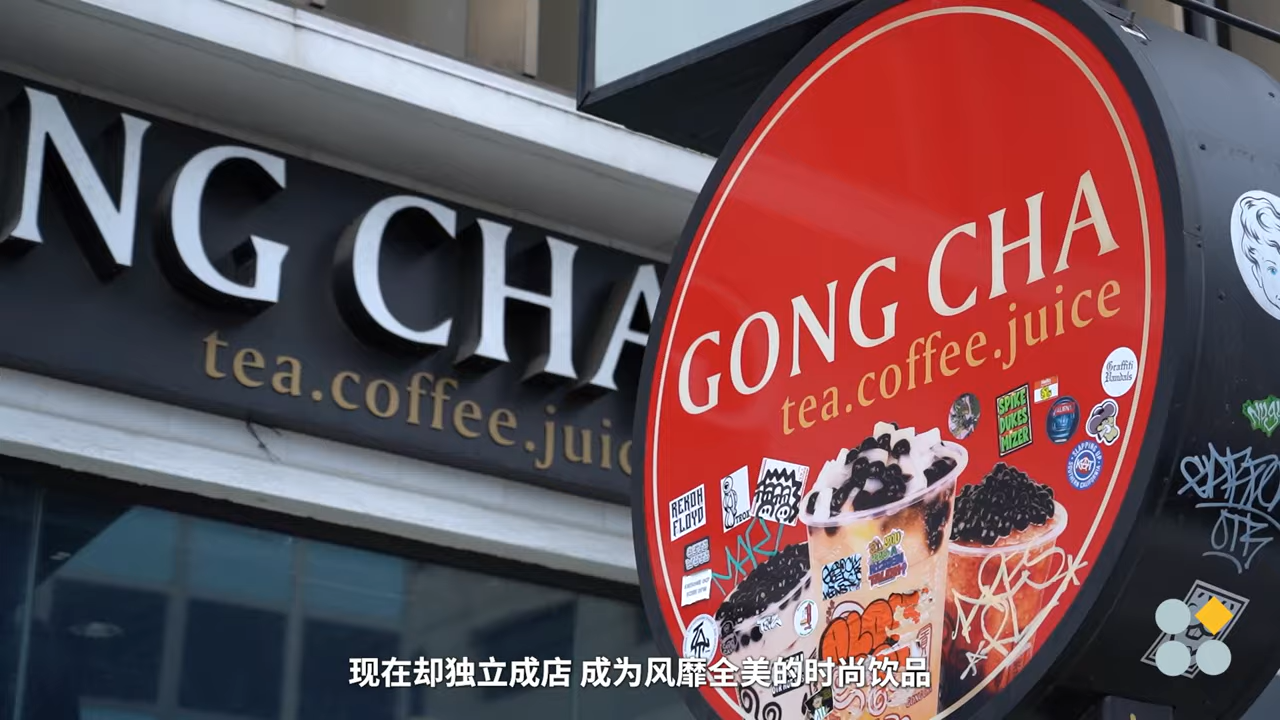 NG CHA
tea.coffee.juic
GONG CHA
tea.coffee.juice
Graffiti
Vandals
SPIKE
DUKES
MIZER
REKOH
FLOYD
现在却独立成店 成为风靡全美的时尚饮品